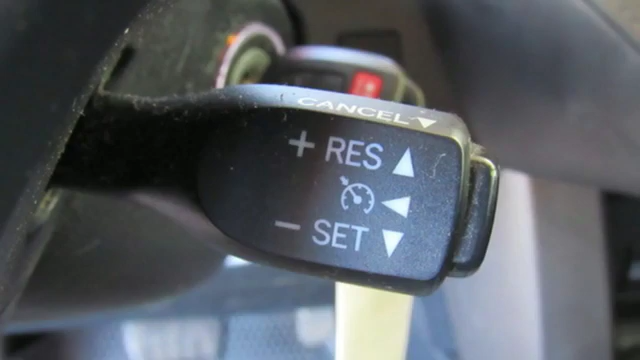 CANCEL ▼
+ RES ▲
◀
− SET ▼